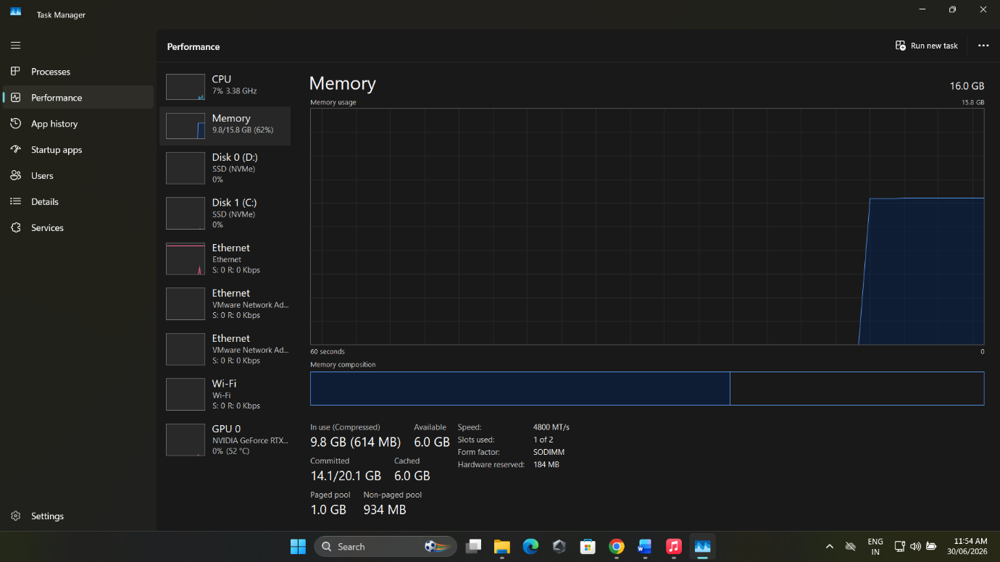 Task Manager
Performance
Run new task
Processes
Performance
App history
Startup apps
Users
Details
Services
Settings
CPU
7% 3.38 GHz
Memory
9.8/15.8 GB (62%)
Disk 0 (D:)
SSD (NVMe)
0%
Disk 1 (C:)
SSD (NVMe)
0%
Ethernet
Ethernet
S: 0 R: 0 Kbps
Ethernet
VMware Network Ad...
S: 0 R: 0 Kbps
Ethernet
VMware Network Ad...
S: 0 R: 0 Kbps
Wi-Fi
Wi-Fi
S: 0 R: 0 Kbps
GPU 0
NVIDIA GeForce RTX...
0% (52 °C)
Memory
16.0 GB
Memory usage
15.8 GB
60 seconds
0
Memory composition
In use (Compressed)
9.8 GB (614 MB)
Available
6.0 GB
Committed
14.1/20.1 GB
Cached
6.0 GB
Paged pool
1.0 GB
Non-paged pool
934 MB
Speed: 4800 MT/s
Slots used: 1 of 2
Form factor: SODIMM
Hardware reserved: 184 MB
Search
ENG
IN
11:54 AM
30/06/2026